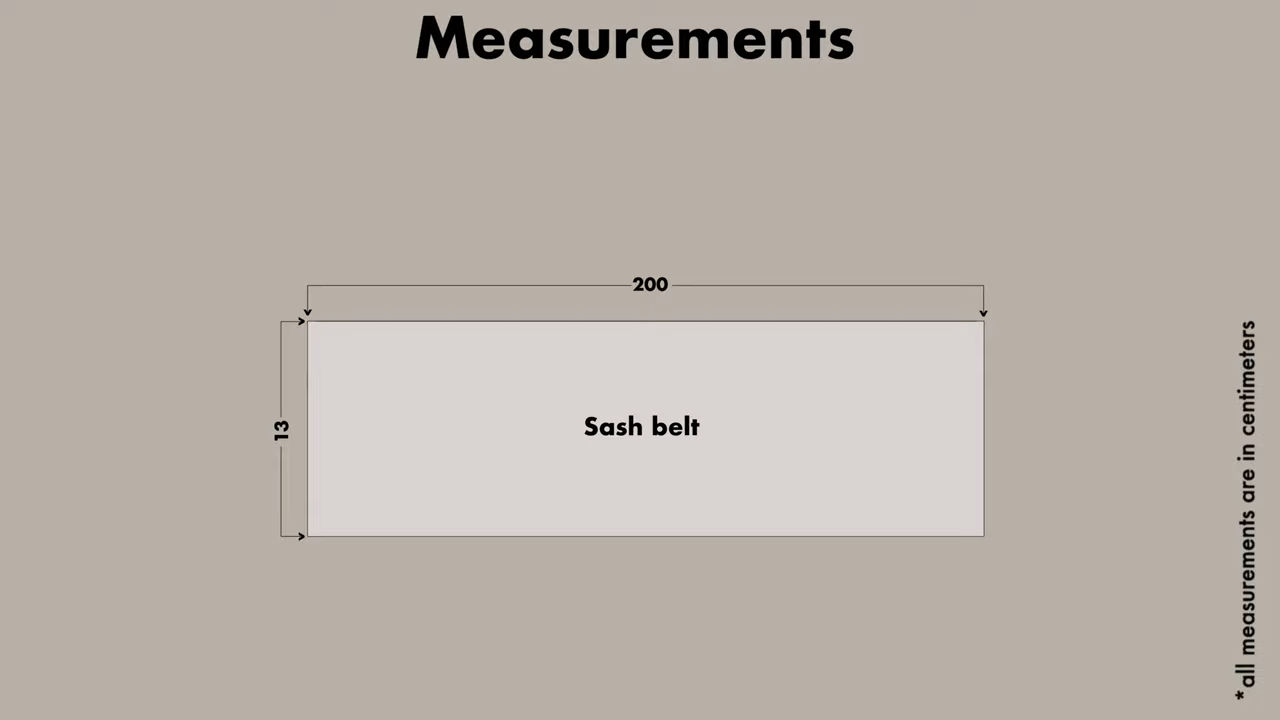 Measurements
200
13
Sash belt
*all measurements are in centimeters